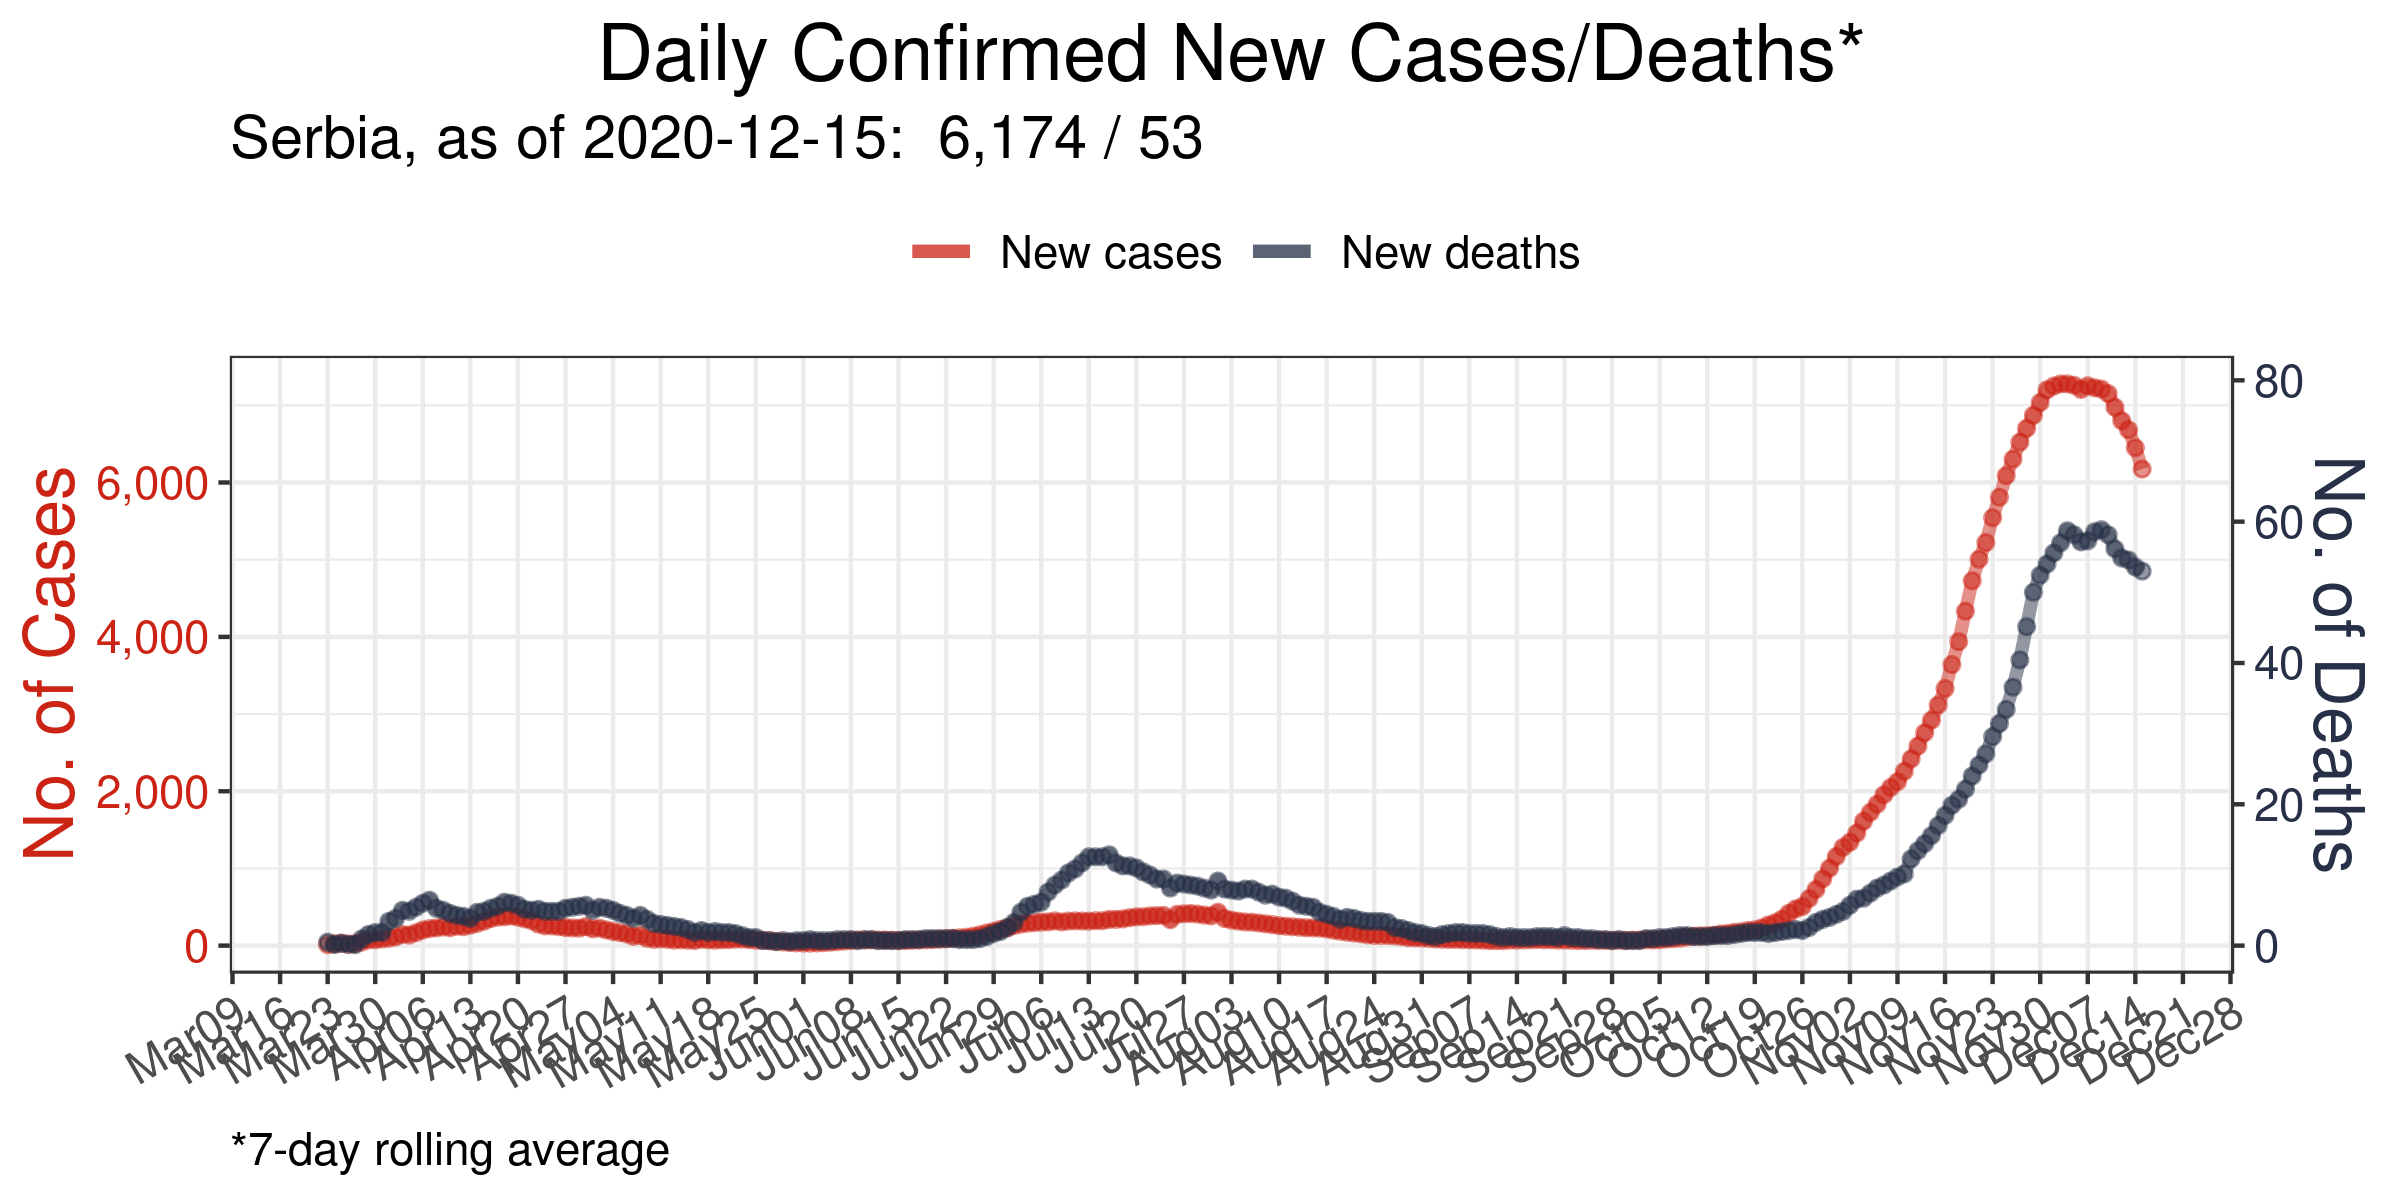 Daily Confirmed New Cases/Deaths*
Serbia, as of 2020-12-15:  6,174 / 53
New cases
New deaths
No. of Cases
6,000
4,000
2,000
0
80
60
40
20
0
No. of Deaths
Mar09
Mar16
Mar23
Mar30
Apr06
Apr13
Apr20
Apr27
May04
May11
May18
May25
Jun01
Jun08
Jun15
Jun22
Jun29
Jul06
Jul13
Jul20
Jul27
Aug03
Aug10
Aug17
Aug24
Aug31
Sep07
Sep14
Sep21
Sep28
Oct05
Oct12
Oct19
Oct26
Nov02
Nov09
Nov16
Nov23
Nov30
Dec07
Dec14
Dec21
Dec28
*7-day rolling average